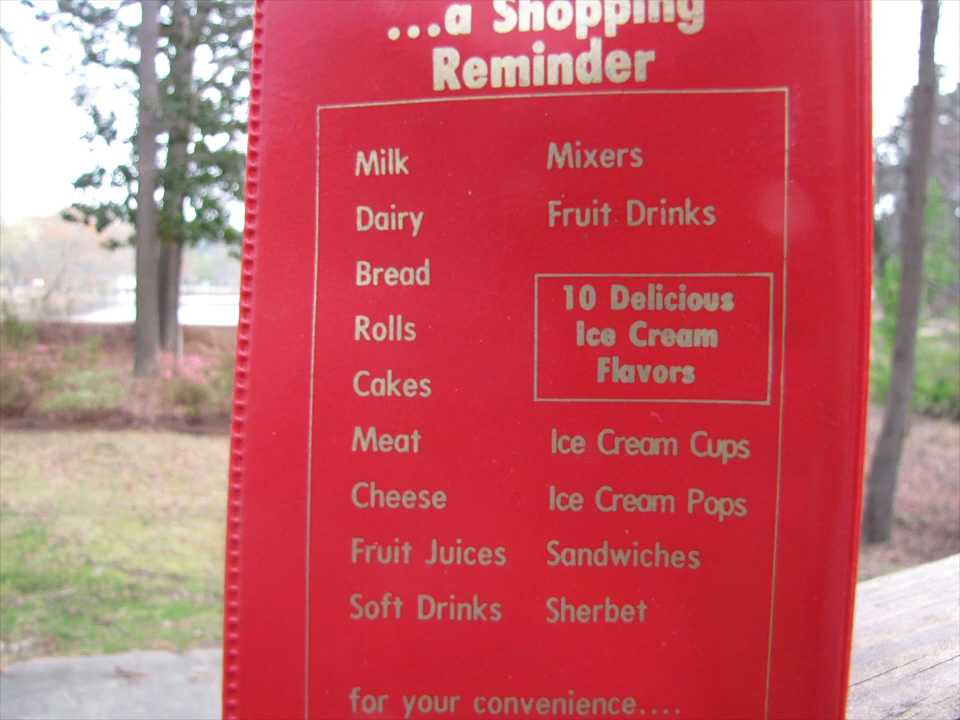 ...a Shopping
Reminder
Milk
Dairy
Bread
Rolls
Cakes
Meat
Cheese
Fruit Juices
Soft Drinks
Mixers
Fruit Drinks
10 Delicious
Ice Cream
Flavors
Ice Cream Cups
Ice Cream Pops
Sandwiches
Sherbet
for your convenience....